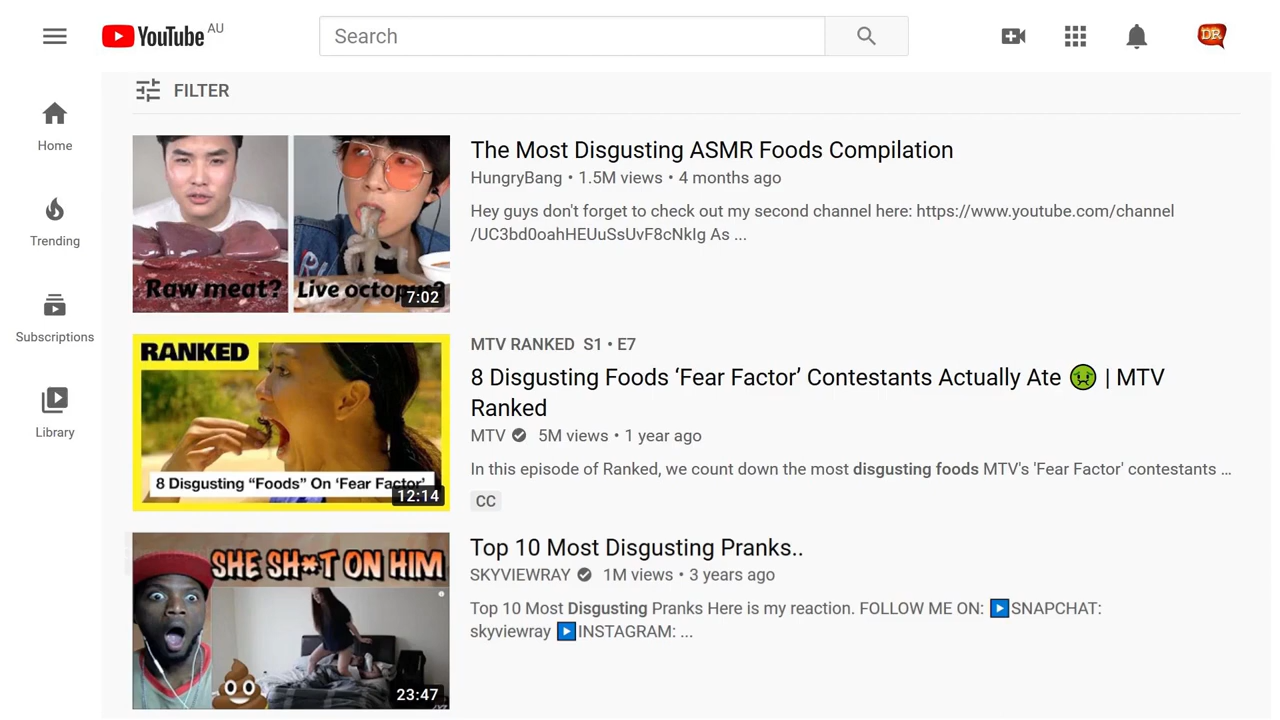 YouTube AU
Search
DR
FILTER
Home
Trending
Subscriptions
Library
Raw meat?
Live octopus?
7:02
The Most Disgusting ASMR Foods Compilation
HungryBang • 1.5M views • 4 months ago
Hey guys don't forget to check out my second channel here: https://www.youtube.com/channel
/UC3bd0oahHEUuSsUvF8cNkIg As ...
RANKED
8 Disgusting “Foods” On ‘Fear Factor’
12:14
MTV RANKED S1 • E7
8 Disgusting Foods ‘Fear Factor’ Contestants Actually Ate 🤢 | MTV
Ranked
MTV 5M views • 1 year ago
In this episode of Ranked, we count down the most disgusting foods MTV's 'Fear Factor' contestants ...
CC
SHE SH*T ON HIM
23:47
Top 10 Most Disgusting Pranks..
SKYVIEWRAY 1M views • 3 years ago
Top 10 Most Disgusting Pranks Here is my reaction. FOLLOW ME ON: ▶SNAPCHAT:
skyviewray ▶INSTAGRAM: ...